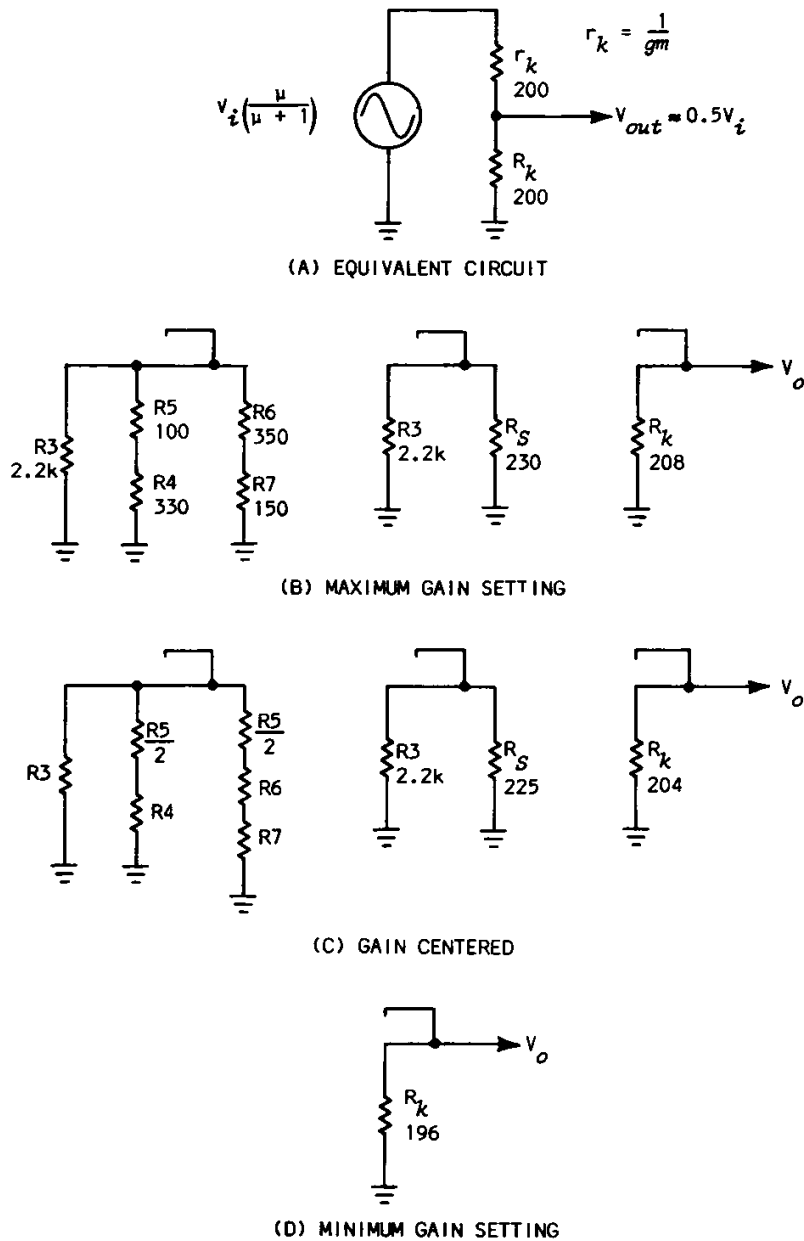 r_k = 1/gm
v_i(μ/μ + 1)
r_k
200
V_out ≈ 0.5V_i
R_k
200
(A) EQUIVALENT CIRCUIT
R3
2.2k
R5
100
R4
330
R6
350
R7
150
R3
2.2k
R_S
230
R_k
208
V_o
(B) MAXIMUM GAIN SETTING
R3
R5/2
R4
R5/2
R6
R7
R3
2.2k
R_S
225
R_k
204
V_o
(C) GAIN CENTERED
V_o
R_k
196
(D) MINIMUM GAIN SETTING